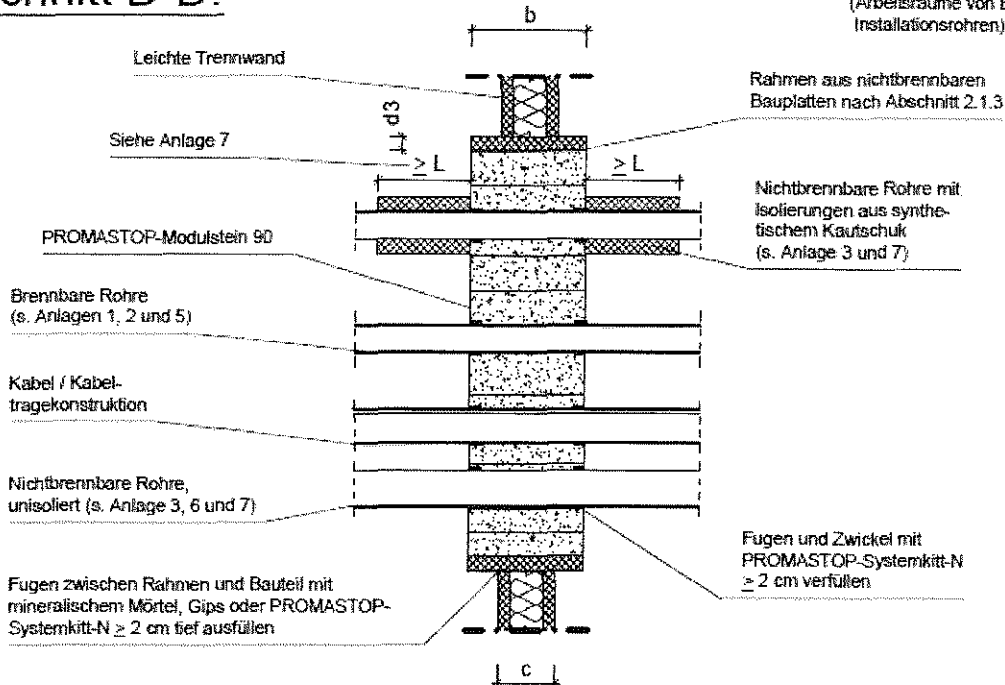 Schnitt B-B:
(Arbeitsräume von
Installationsrohren)
b
Leichte Trennwand
Rahmen aus nichtbrennbaren
Bauplatten nach Abschnitt 2.1.3
d3
Siehe Anlage 7
≥ L
≥ L
Nichtbrennbare Rohre mit
Isolierungen aus synthe-
tischem Kautschuk
(s. Anlage 3 und 7)
PROMASTOP-Modulstein 90
Brennbare Rohre
(s. Anlagen 1, 2 und 5)
Kabel / Kabel-
tragekonstruktion
Nichtbrennbare Rohre,
unisoliert (s. Anlage 3, 6 und 7)
Fugen und Zwickel mit
PROMASTOP-Systemkitt-N
≥ 2 cm verfüllen
Fugen zwischen Rahmen und Bauteil mit
mineralischem Mörtel, Gips oder PROMASTOP-
Systemkitt-N ≥ 2 cm tief ausfüllen
c